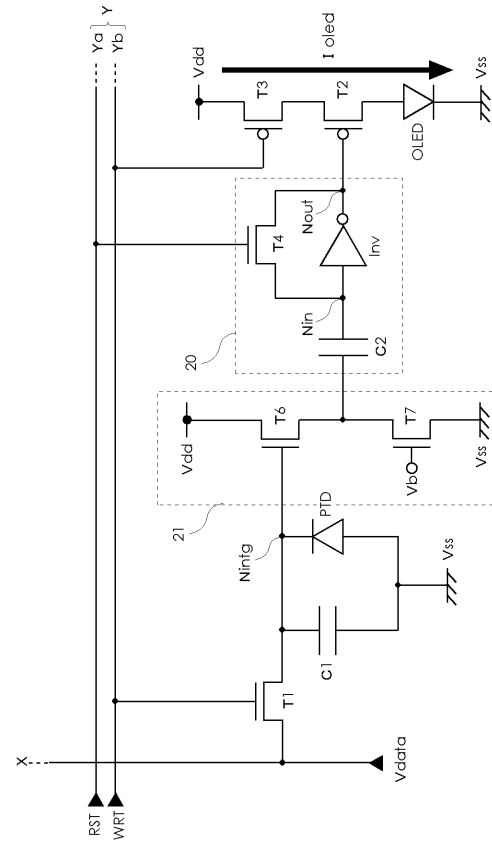 Y
Ya
Yb
I oled
Vdd
T3
T2
OLED
Vss
T4
Nout
Inv
20
Nin
C2
Vdd
T6
T7
Vb
Vss
21
Nintg
PTD
Vss
C1
T1
X
Vdata
RST
WRT